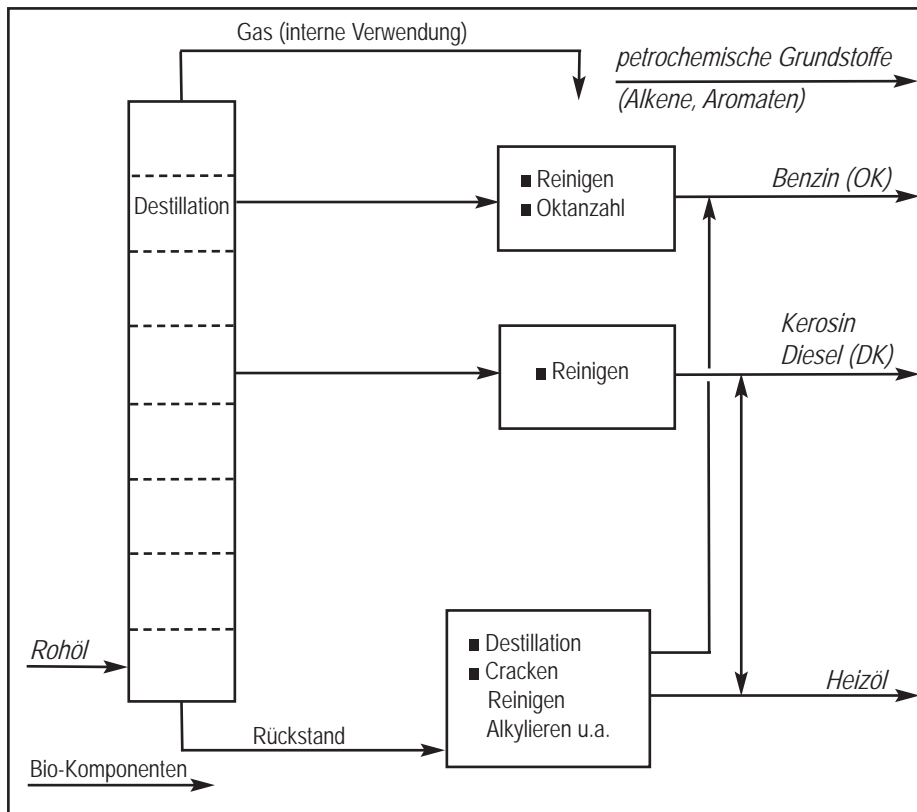 Gas (interne Verwendung)
petrochemische Grundstoffe
(Alkene, Aromaten)
Destillation
■ Reinigen
■ Oktanzahl
Benzin (OK)
■ Reinigen
Kerosin
Diesel (DK)
Rohöl
■ Destillation
■ Cracken
Reinigen
Alkylieren u.a.
Heizöl
Rückstand
Bio-Komponenten